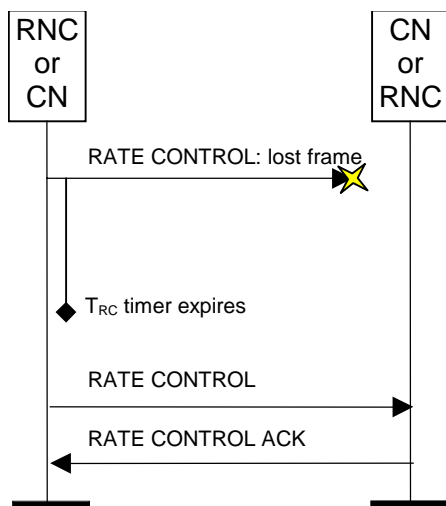 RNC
or
CN
CN
or
RNC
RATE CONTROL: lost frame
TRC timer expires
RATE CONTROL
RATE CONTROL ACK